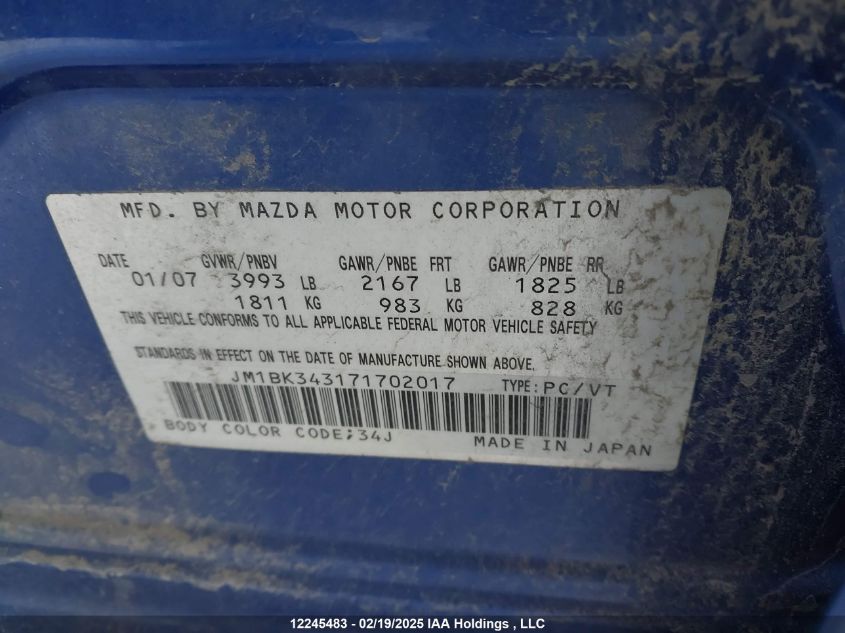 MFD. BY MAZDA MOTOR CORPORATION
DATE GVWR/PNBV GAWR/PNBE FRT GAWR/PNBE RR
01/07 3993 LB 2167 LB 1825 LB
1811 KG 983 KG 828 KG
THIS VEHICLE CONFORMS TO ALL APPLICABLE FEDERAL MOTOR VEHICLE SAFETY
STANDARDS IN EFFECT ON THE DATE OF MANUFACTURE SHOWN ABOVE.
JM1BK343171702017 TYPE:PC/VT
BODY COLOR CODE;34J MADE IN JAPAN
12245483 - 02/19/2025 IAA Holdings , LLC